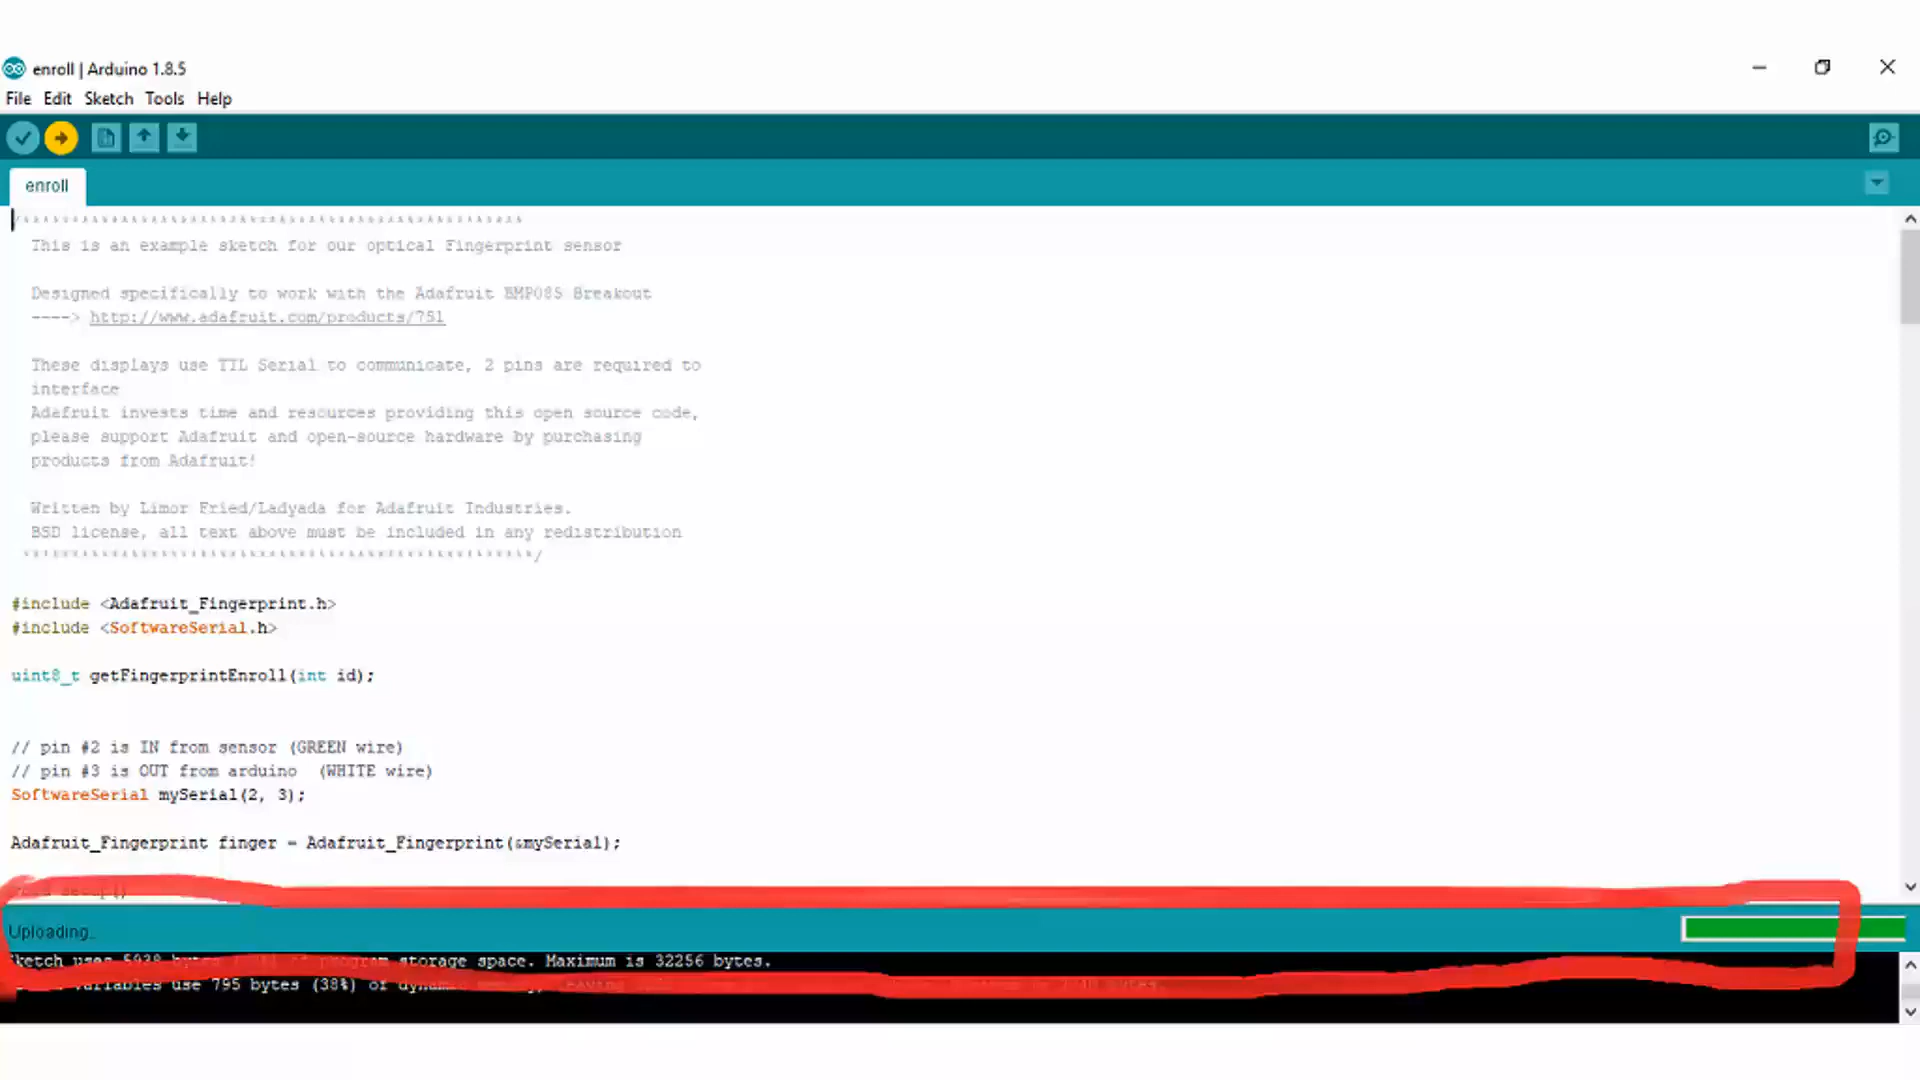 enroll | Arduino 1.8.5
File Edit Sketch Tools Help
enroll
/***************************************************
This is an example sketch for our optical Fingerprint sensor
Designed specifically to work with the Adafruit BMP085 Breakout
----> http://www.adafruit.com/products/751
These displays use TTL Serial to communicate, 2 pins are required to
interface
Adafruit invests time and resources providing this open source code,
please support Adafruit and open-source hardware by purchasing
products from Adafruit!
Written by Limor Fried/Ladyada for Adafruit Industries.
BSD license, all text above must be included in any redistribution
****************************************************/
#include <Adafruit_Fingerprint.h>
#include <SoftwareSerial.h>
uint8_t getFingerprintEnroll(int id);
// pin #2 is IN from sensor (GREEN wire)
// pin #3 is OUT from arduino (WHITE wire)
SoftwareSerial mySerial(2, 3);
Adafruit_Fingerprint finger = Adafruit_Fingerprint(&mySerial);
Uploading...
Sketch uses 5938 bytes of program storage space. Maximum is 32256 bytes.
variables use 795 bytes (38%) of